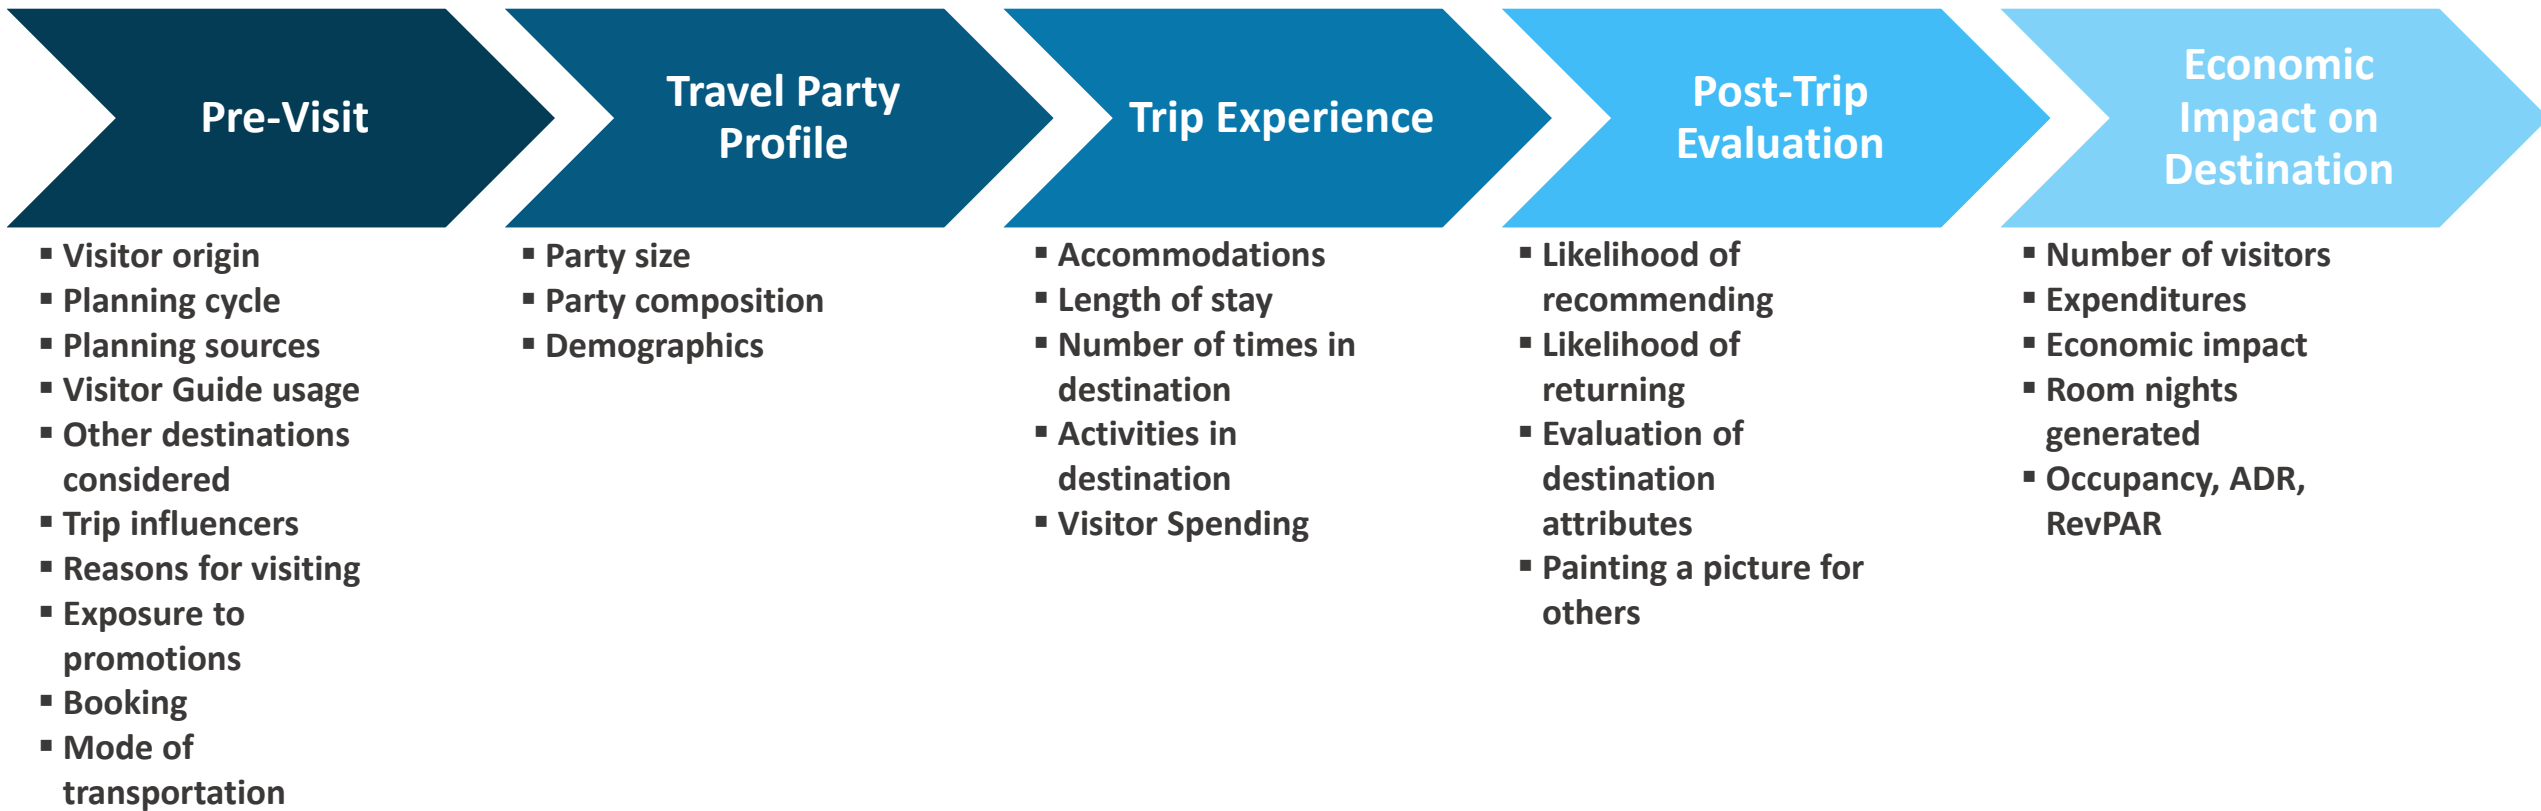 Pre-Visit
▪ Visitor origin
▪ Planning cycle
▪ Planning sources
▪ Visitor Guide usage
▪ Other destinations
considered
▪ Trip influencers
▪ Reasons for visiting
▪ Exposure to
promotions
▪ Booking
▪ Mode of
transportation
Travel Party
Profile
▪ Party size
▪ Party composition
▪ Demographics
Trip Experience
▪ Accommodations
▪ Length of stay
▪ Number of times in
destination
▪ Activities in
destination
▪ Visitor Spending
Post-Trip
Evaluation
▪ Likelihood of
recommending
▪ Likelihood of
returning
▪ Evaluation of
destination
attributes
▪ Painting a picture for
others
Economic
Impact on
Destination
▪ Number of visitors
▪ Expenditures
▪ Economic impact
▪ Room nights
generated
▪ Occupancy, ADR,
RevPAR